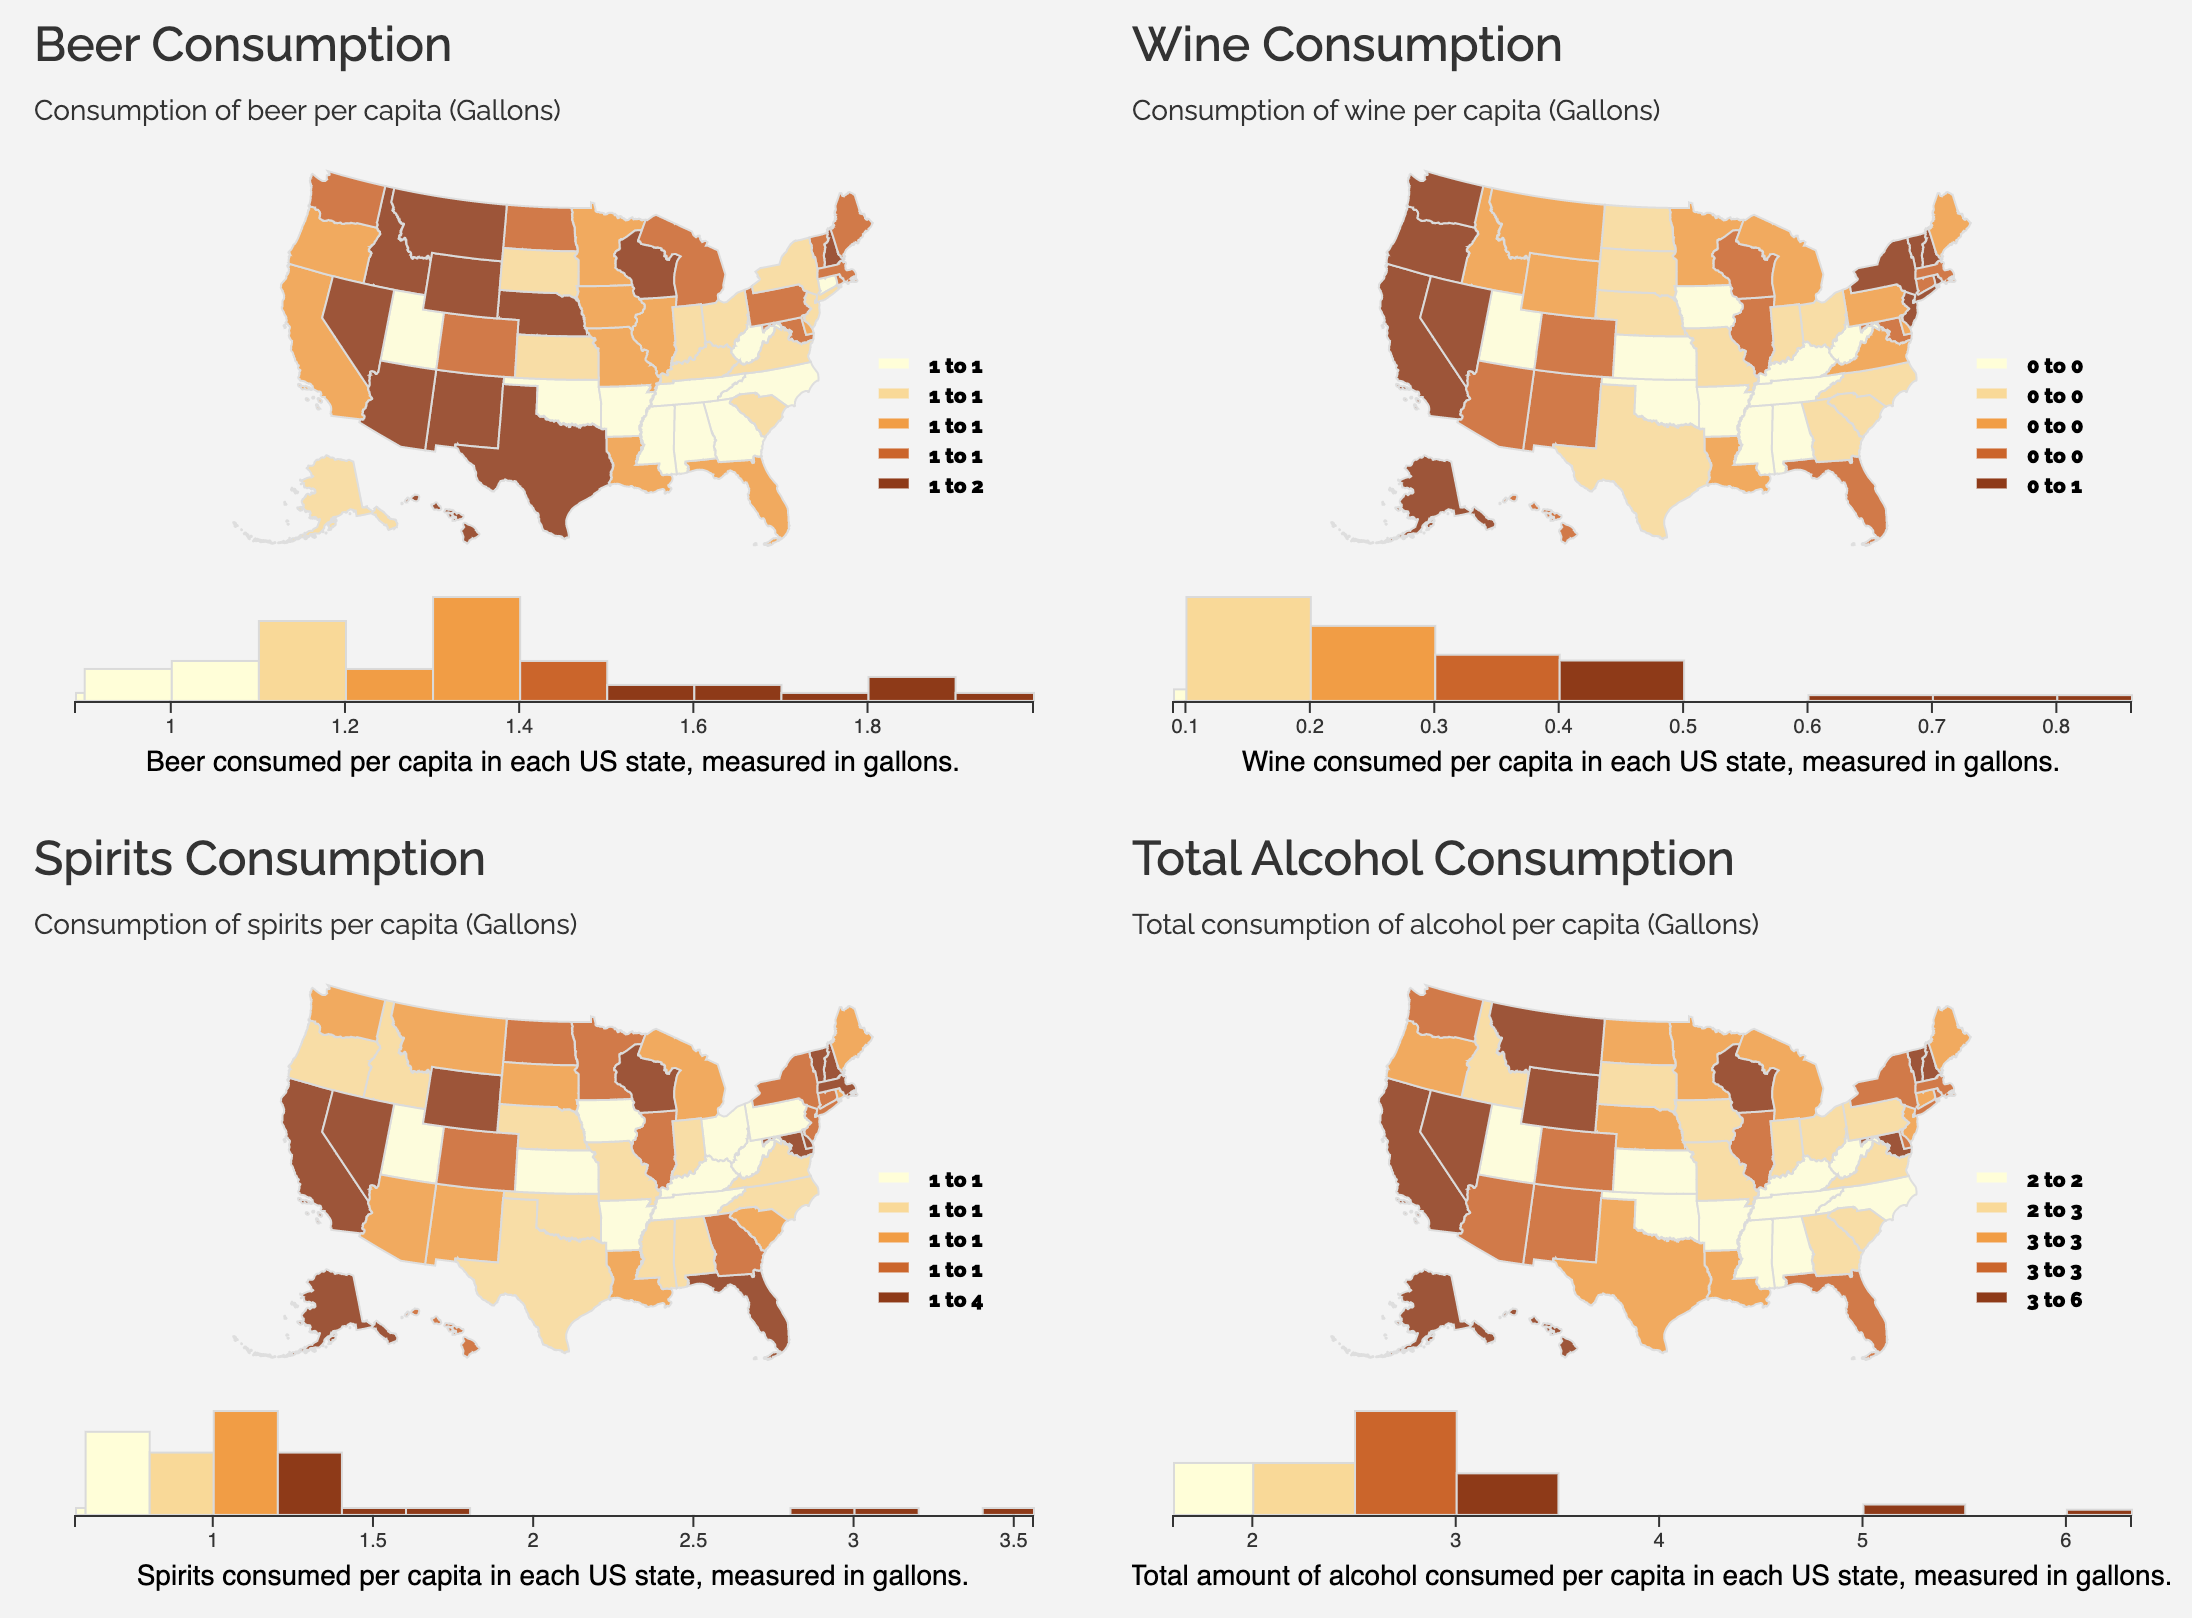 Beer Consumption
Consumption of beer per capita (Gallons)
1 to 1
1 to 1
1 to 1
1 to 1
1 to 2
1 1.2 1.4 1.6 1.8
Beer consumed per capita in each US state, measured in gallons.
Wine Consumption
Consumption of wine per capita (Gallons)
0 to 0
0 to 0
0 to 0
0 to 0
0 to 1
0.1 0.2 0.3 0.4 0.5 0.6 0.7 0.8
Wine consumed per capita in each US state, measured in gallons.
Spirits Consumption
Consumption of spirits per capita (Gallons)
1 to 1
1 to 1
1 to 1
1 to 1
1 to 4
1 1.5 2 2.5 3 3.5
Spirits consumed per capita in each US state, measured in gallons.
Total Alcohol Consumption
Total consumption of alcohol per capita (Gallons)
2 to 2
2 to 3
3 to 3
3 to 3
3 to 6
2 3 4 5 6
Total amount of alcohol consumed per capita in each US state, measured in gallons.